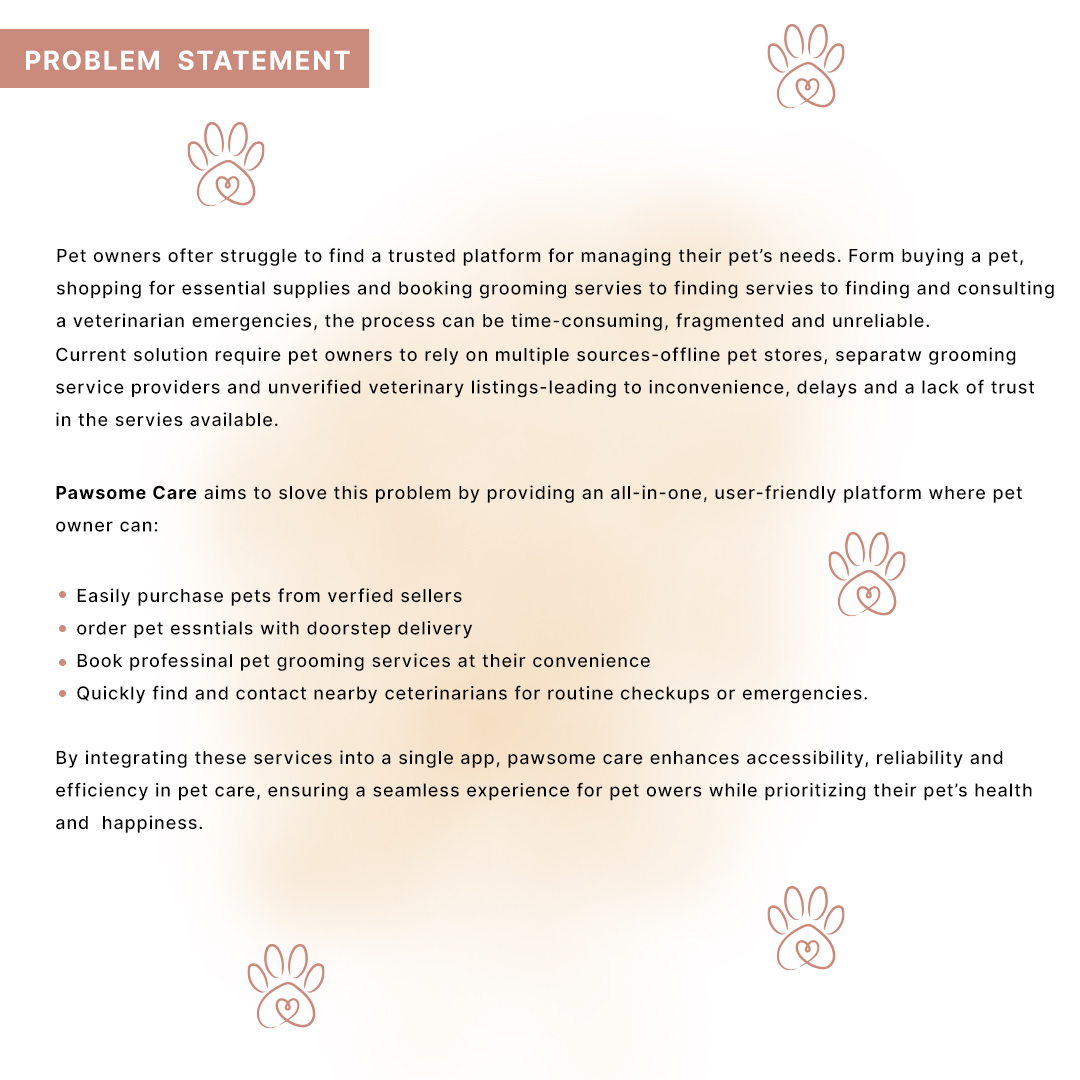 PROBLEM STATEMENT
Pet owners ofter struggle to find a trusted platform for managing their pet’s needs. Form buying a pet,
shopping for essential supplies and booking grooming servies to finding servies to finding and consulting
a veterinarian emergencies, the process can be time-consuming, fragmented and unreliable.
Current solution require pet owners to rely on multiple sources-offline pet stores, separatw grooming
service providers and unverified veterinary listings-leading to inconvenience, delays and a lack of trust
in the servies available.
Pawsome Care aims to slove this problem by providing an all-in-one, user-friendly platform where pet
owner can:
• Easily purchase pets from verfied sellers
• order pet essntials with doorstep delivery
• Book professinal pet grooming services at their convenience
• Quickly find and contact nearby ceterinarians for routine checkups or emergencies.
By integrating these services into a single app, pawsome care enhances accessibility, reliability and
efficiency in pet care, ensuring a seamless experience for pet owers while prioritizing their pet’s health
and happiness.